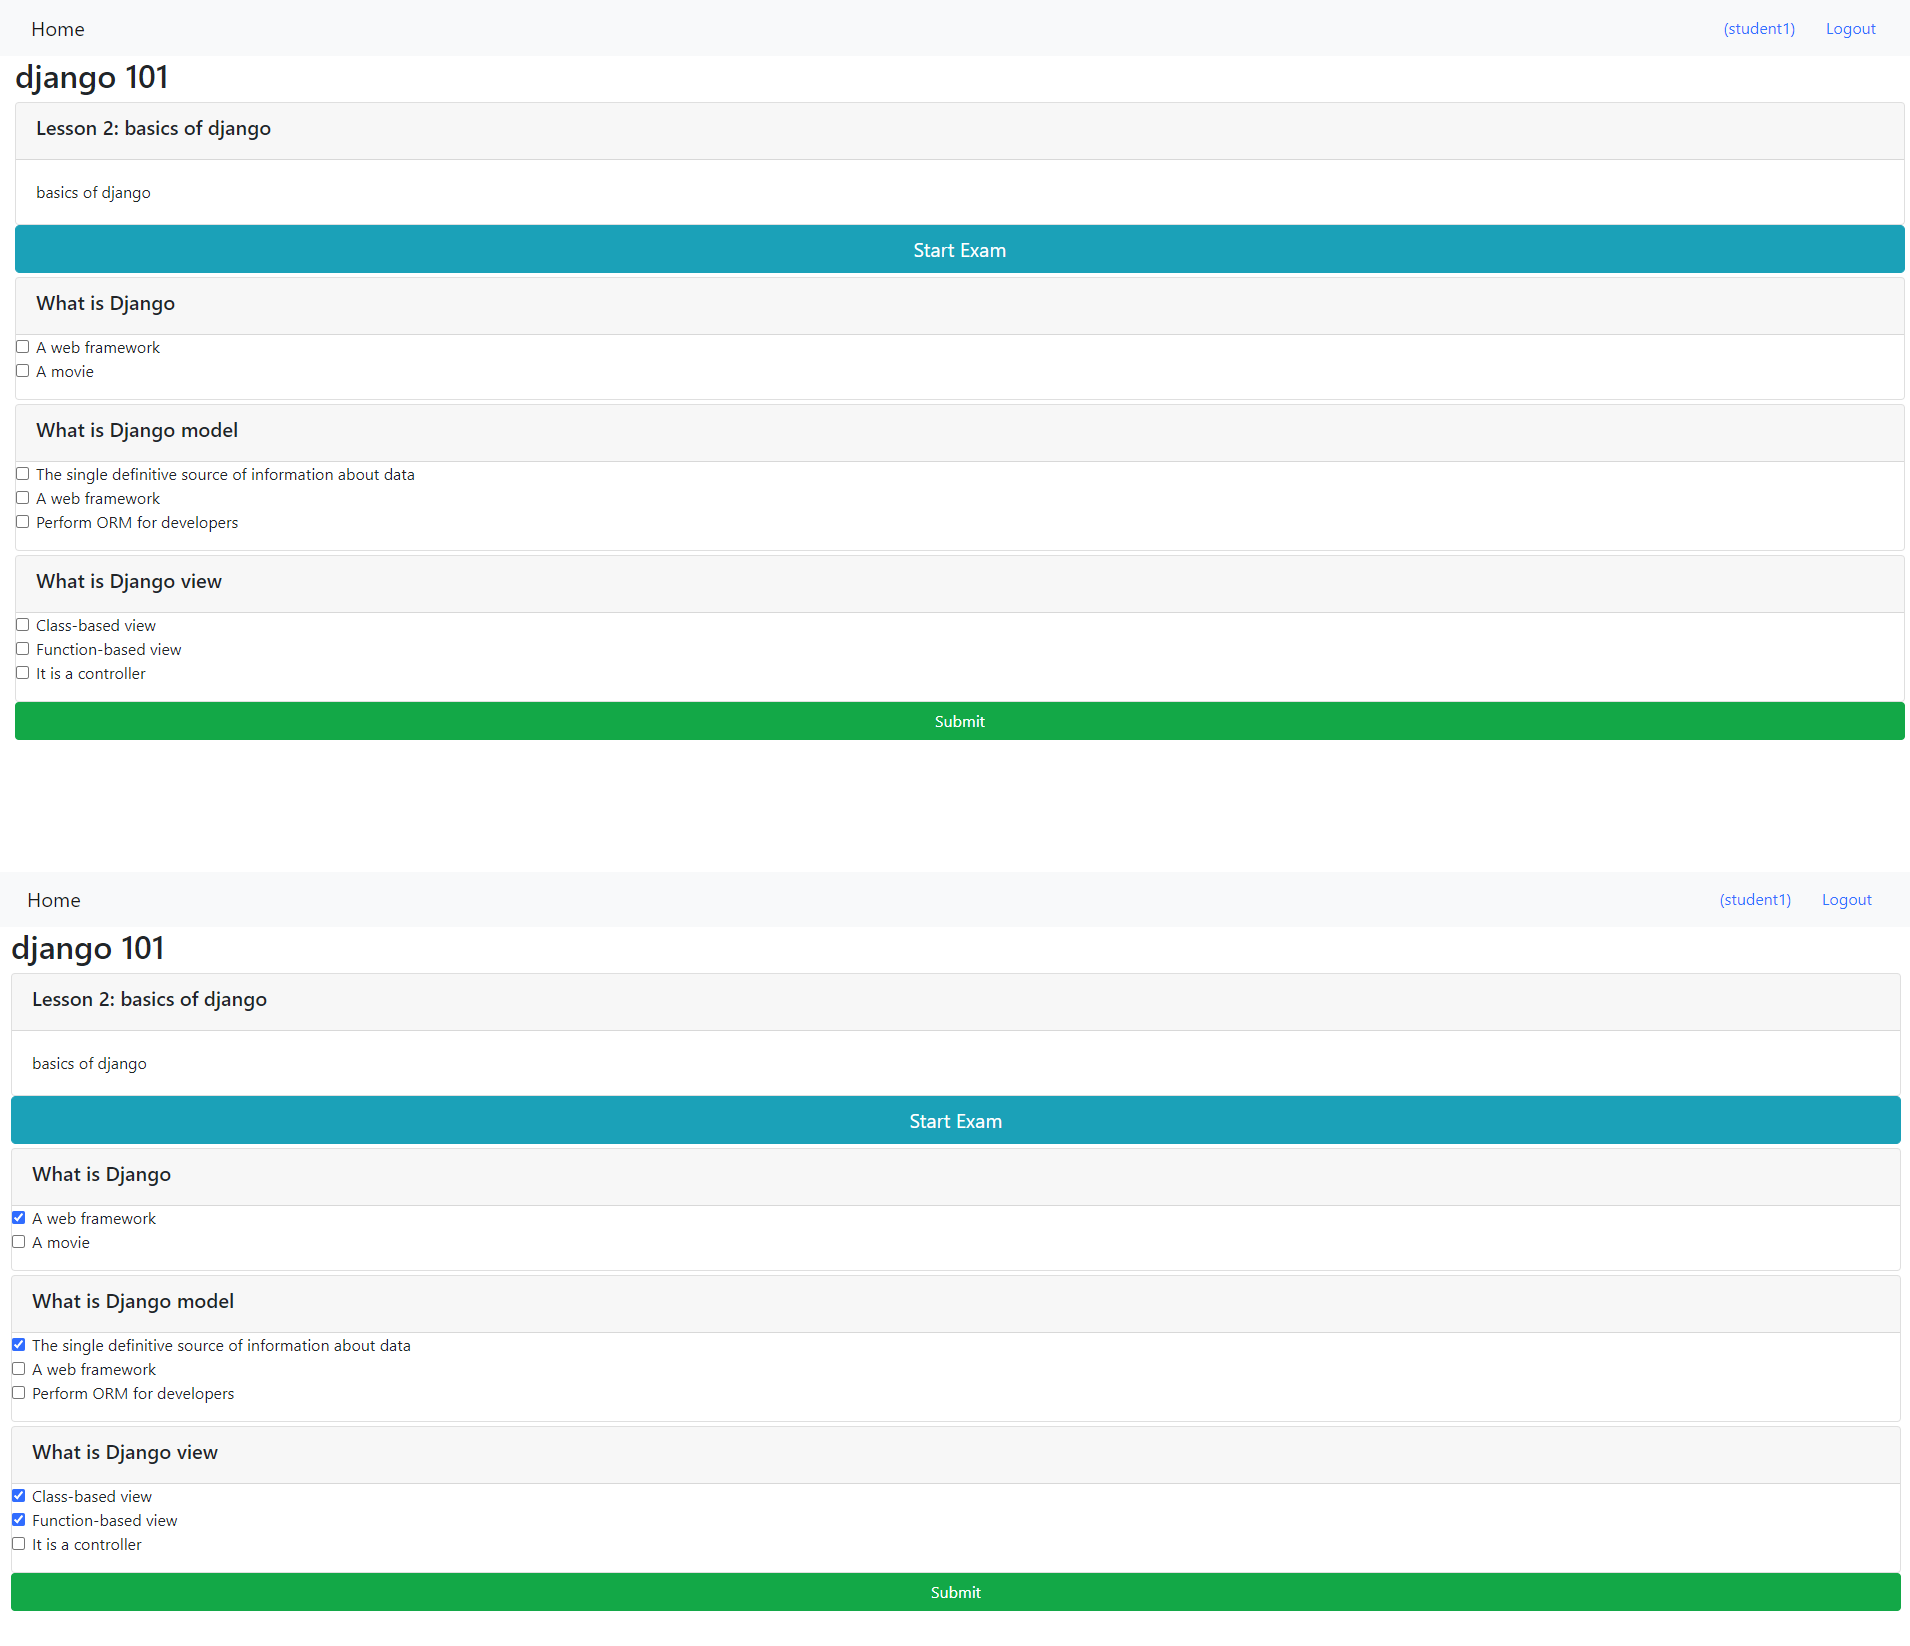 Home (student1) Logout
django 101
Lesson 2: basics of django
basics of django
Start Exam
What is Django
A web framework
A movie
What is Django model
The single definitive source of information about data
A web framework
Perform ORM for developers
What is Django view
Class-based view
Function-based view
It is a controller
Submit
Home (student1) Logout
django 101
Lesson 2: basics of django
basics of django
Start Exam
What is Django
A web framework
A movie
What is Django model
The single definitive source of information about data
A web framework
Perform ORM for developers
What is Django view
Class-based view
Function-based view
It is a controller
Submit